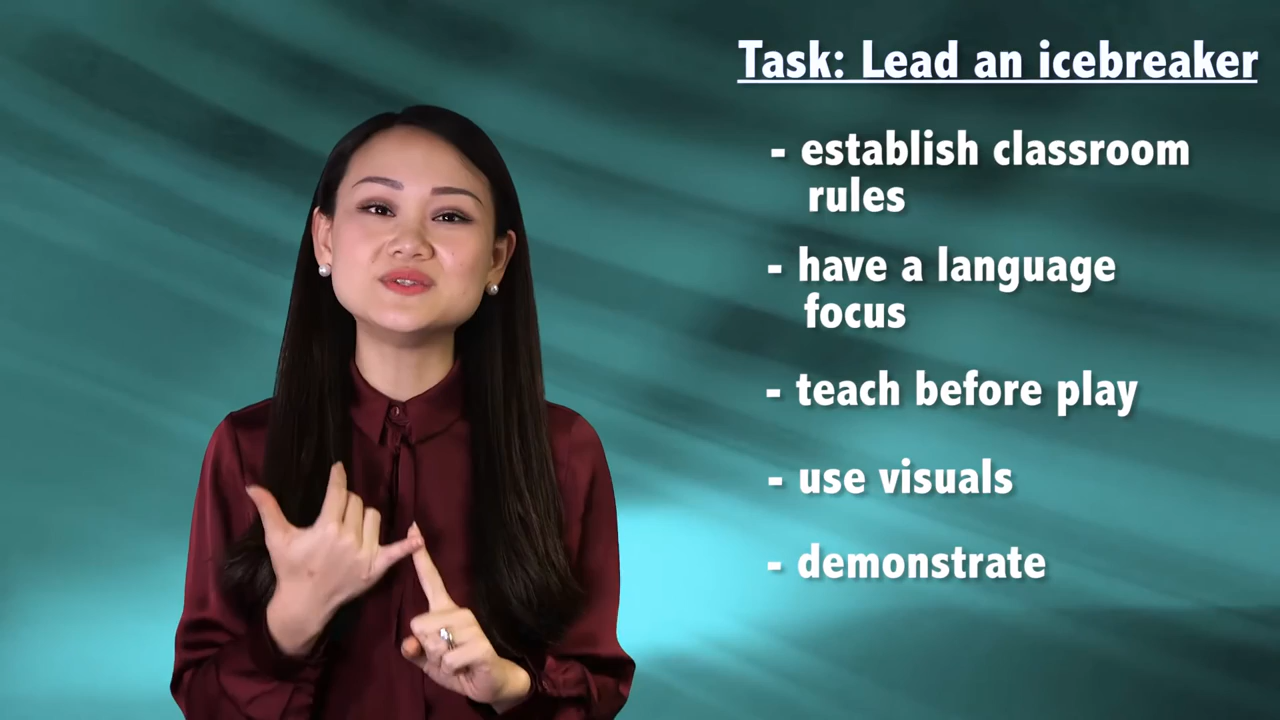 Task: Lead an icebreaker
- establish classroom
rules
- have a language
focus
- teach before play
- use visuals
- demonstrate